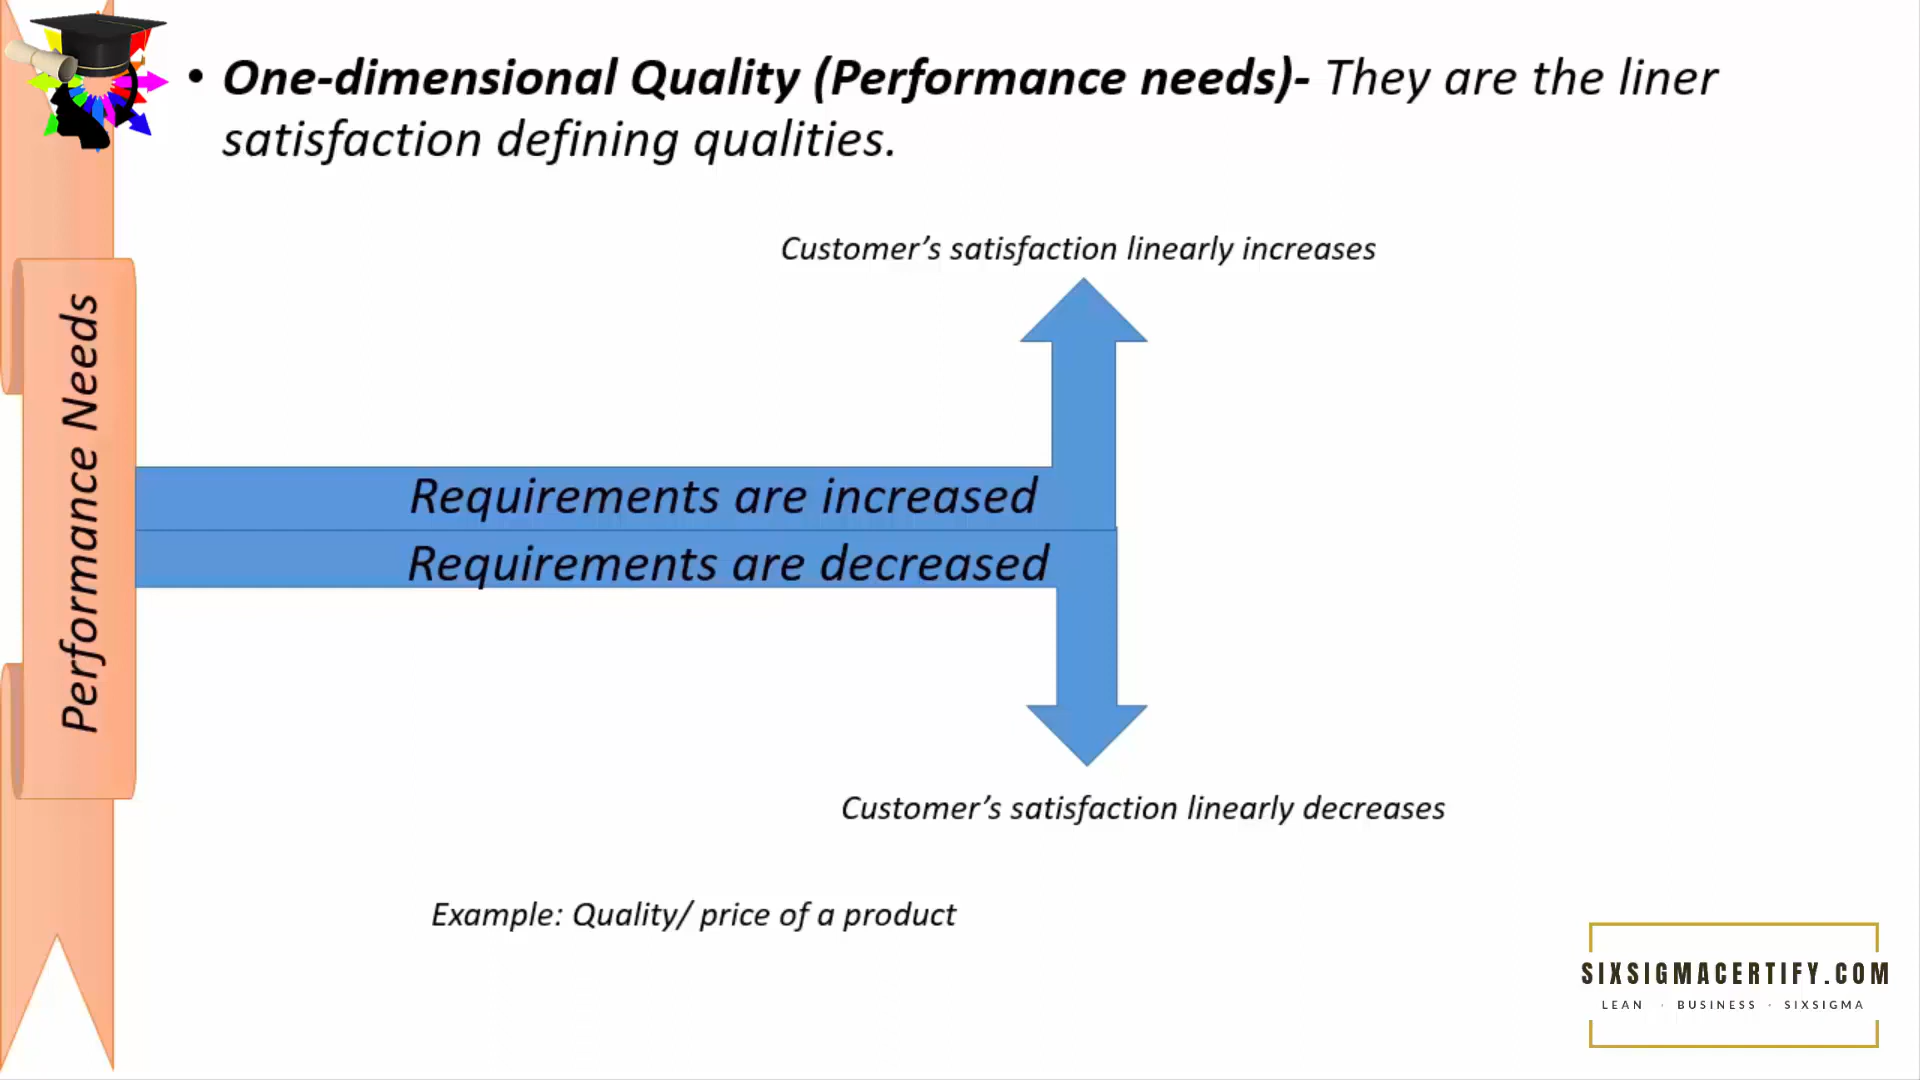 • One-dimensional Quality (Performance needs)- They are the liner
satisfaction defining qualities.
Customer’s satisfaction linearly increases
Performance Needs
Requirements are increased
Requirements are decreased
Customer’s satisfaction linearly decreases
Example: Quality/ price of a product
SIXSIGMACERTIFY.COM
LEAN · BUSINESS · SIXSIGMA